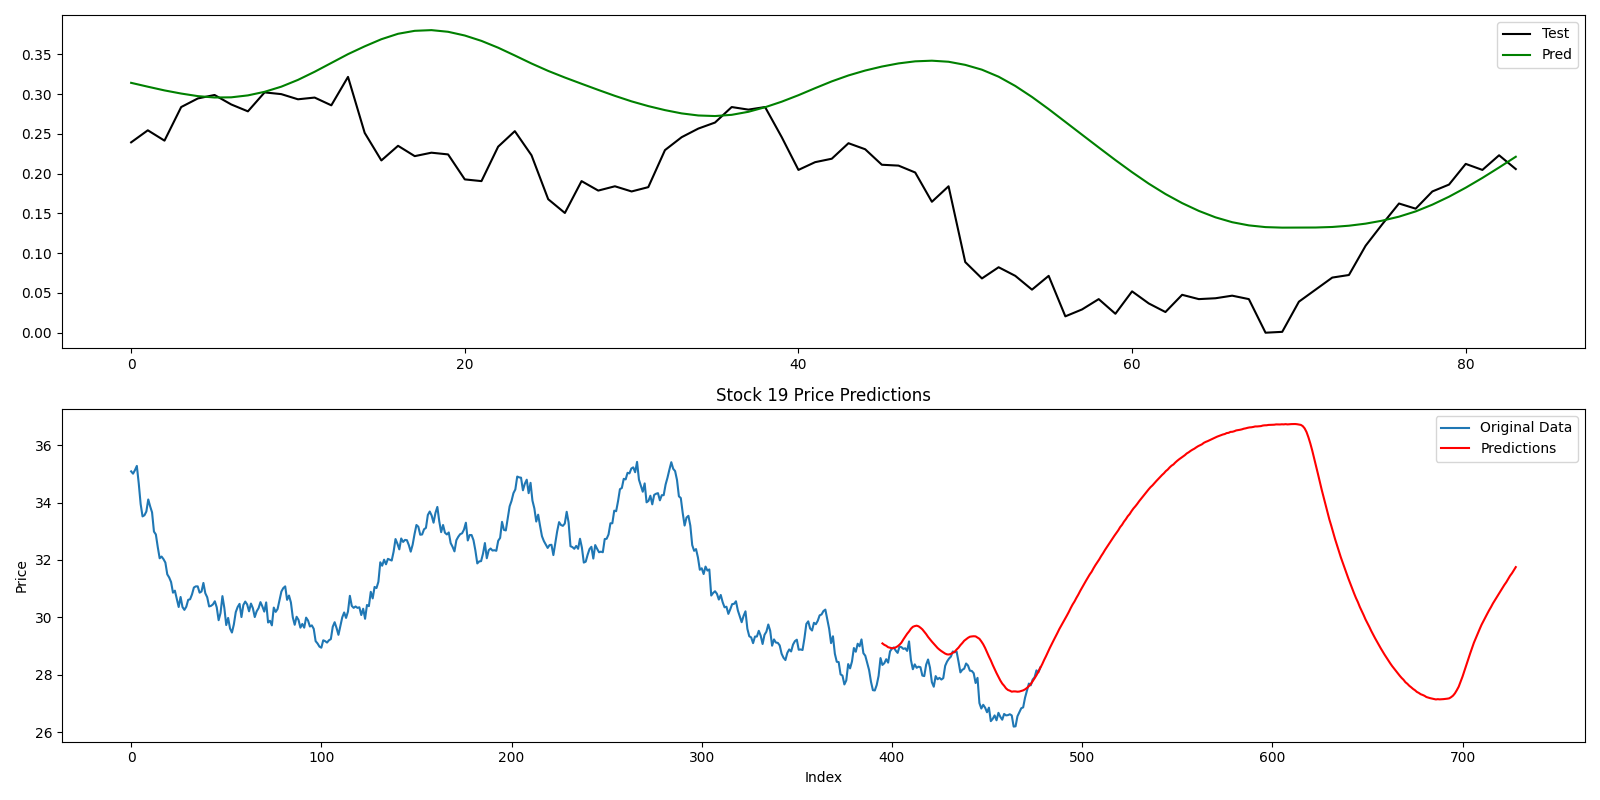 Test
Pred
0.35
0.30
0.25
0.20
0.15
0.10
0.05
0.00
0 20 40 60 80
Stock 19 Price Predictions
Original Data
Predictions
Price
36
34
32
30
28
26
0 100 200 300 400 500 600 700
Index